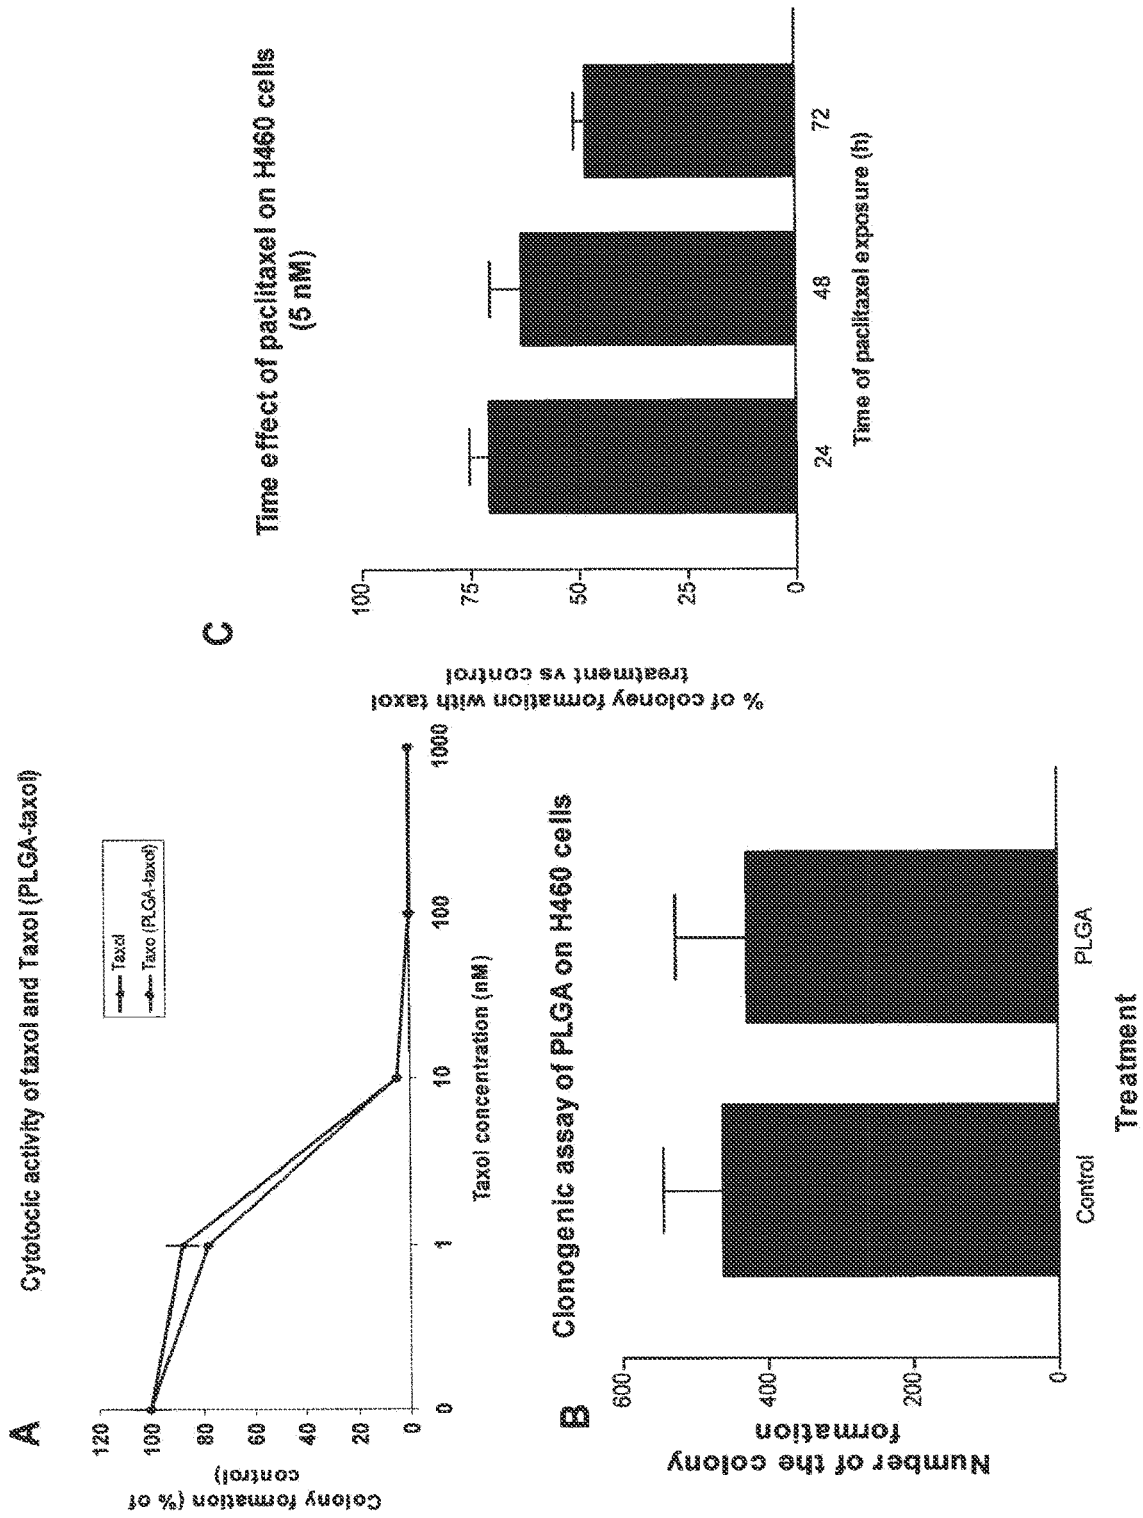 A
Cytotocic activity of taxol and Taxol (PLGA-taxol)
Taxol
Taxo (PLGA-taxol)
Colony formation (% of
control)
120
100
80
60
40
20
0
0
1
10
100
1000
Taxol concentration (nM)
B
Clonogenic assay of PLGA on H460 cells
Number of the colony
formation
600
400
200
0
Control
PLGA
Treatment
C
Time effect of paclitaxel on H460 cells
(5 nM)
% of coloney formation with taxol
treatment vs control
100
75
50
25
0
24
48
72
Time of paclitaxel exposure (h)